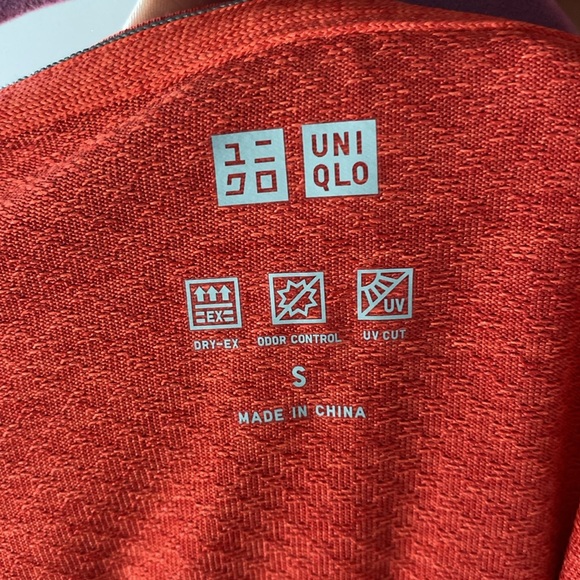 ユニ UNI
クロ QLO
EX UV
DRY-EX ODOR CONTROL UV CUT
S
MADE IN CHINA